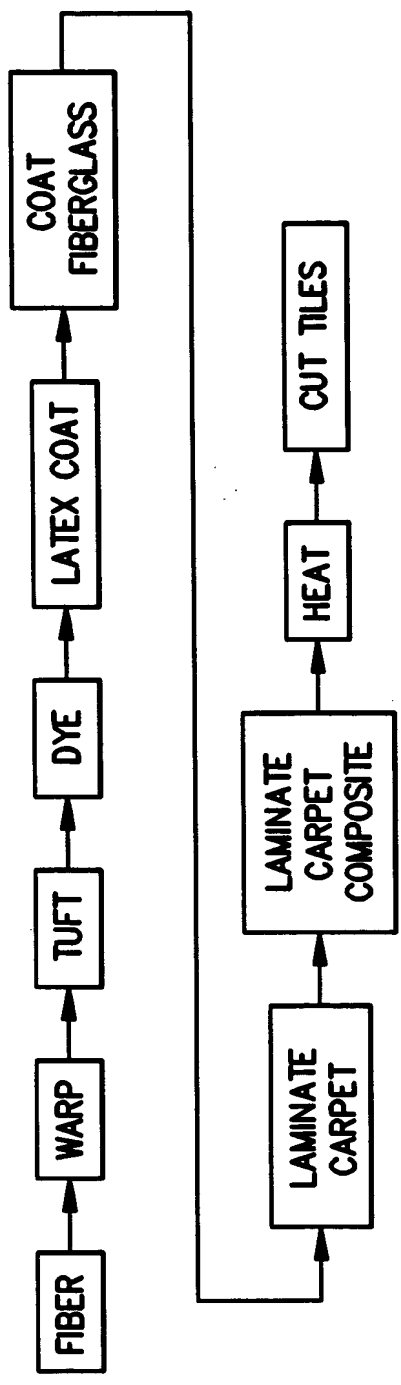 FIBER
WARP
TUFT
DYE
LATEX COAT
COAT
FIBERGLASS
LAMINATE
CARPET
LAMINATE
CARPET
COMPOSITE
HEAT
CUT TILES